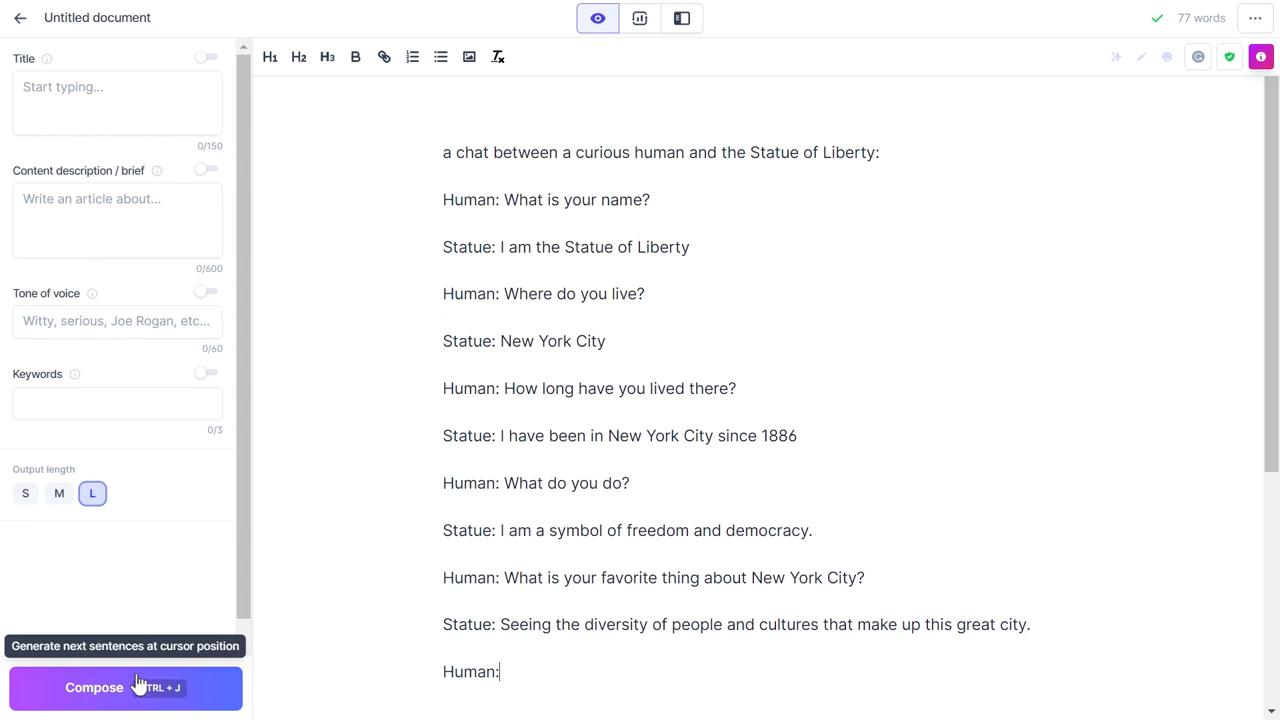 Untitled document
77 words
Title
Start typing...
0/150
Content description / brief
Write an article about...
0/600
Tone of voice
Witty, serious, Joe Rogan, etc...
0/60
Keywords
0/3
Output length
S M L
Generate next sentences at cursor position
Compose TRL + J
H1 H2 H3 B
a chat between a curious human and the Statue of Liberty:
Human: What is your name?
Statue: I am the Statue of Liberty
Human: Where do you live?
Statue: New York City
Human: How long have you lived there?
Statue: I have been in New York City since 1886
Human: What do you do?
Statue: I am a symbol of freedom and democracy.
Human: What is your favorite thing about New York City?
Statue: Seeing the diversity of people and cultures that make up this great city.
Human: